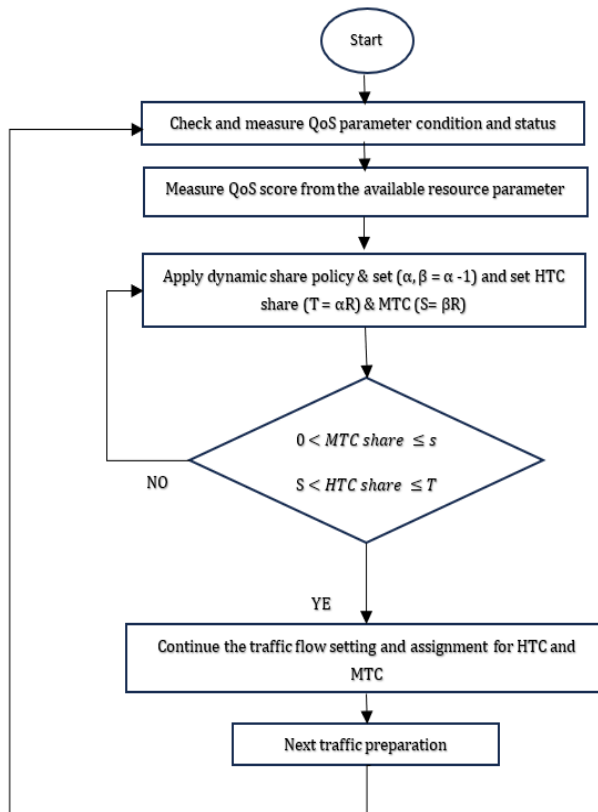 Start
Check and measure QoS parameter condition and status
Measure QoS score from the available resource parameter
Apply dynamic share policy & set (α, β = α -1) and set HTC
share (T = αR) & MTC (S= βR)
0 < MTC share ≤ s
S < HTC share ≤ T
NO
YE
Continue the traffic flow setting and assignment for HTC and
MTC
Next traffic preparation